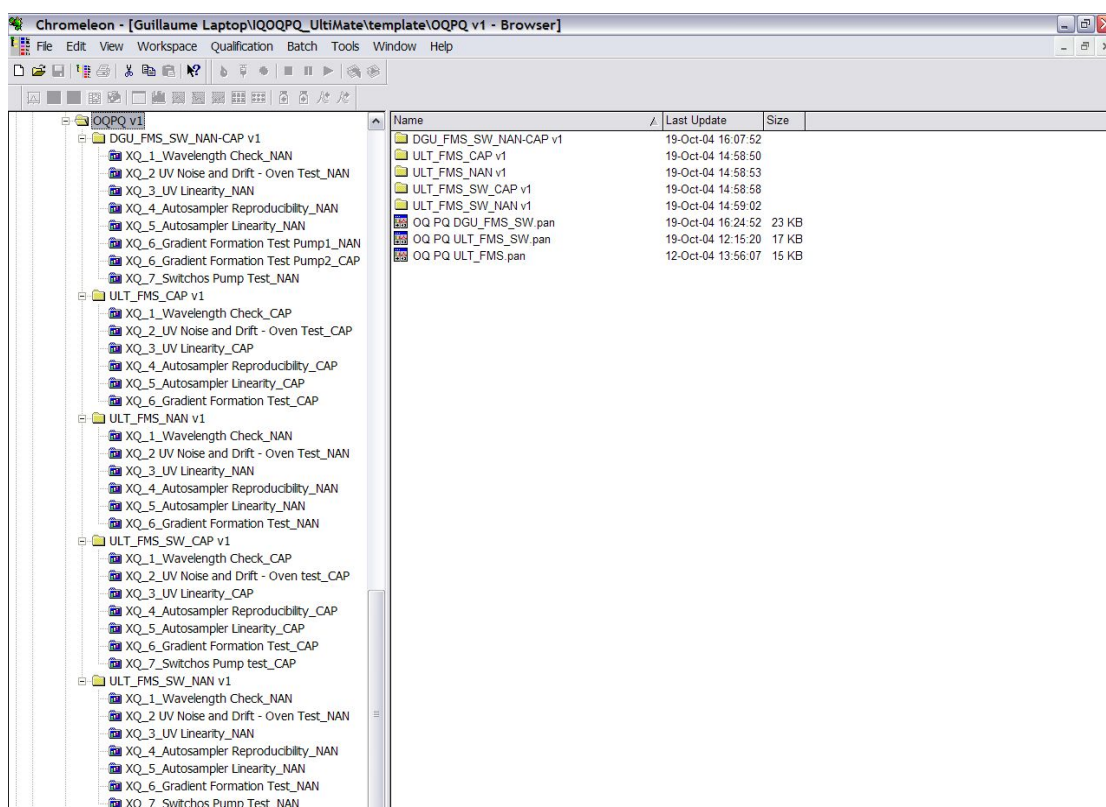 Chromeleon - [Guillaume Laptop\IQOQPQ_UltiMate\template\OQPQ v1 - Browser]
File Edit View Workspace Qualification Batch Tools Window Help
OQPQ v1
DGU_FMS_SW_NAN-CAP v1
XQ_1_Wavelength Check_NAN
XQ_2 UV Noise and Drift - Oven Test_NAN
XQ_3_UV Linearity_NAN
XQ_4_Autosampler Reproducibility_NAN
XQ_5_Autosampler Linearity_NAN
XQ_6_Gradient Formation Test Pump1_NAN
XQ_6_Gradient Formation Test Pump2_CAP
XQ_7_Switchos Pump Test_NAN
ULT_FMS_CAP v1
XQ_1_Wavelength Check_CAP
XQ_2_UV Noise and Drift - Oven Test_CAP
XQ_3_UV Linearity_CAP
XQ_4_Autosampler Reproducibility_CAP
XQ_5_Autosampler Linearity_CAP
XQ_6_Gradient Formation Test_CAP
ULT_FMS_NAN v1
XQ_1_Wavelength Check_NAN
XQ_2 UV Noise and Drift - Oven Test_NAN
XQ_3_UV Linearity_NAN
XQ_4_Autosampler Reproducibility_NAN
XQ_5_Autosampler Linearity_NAN
XQ_6_Gradient Formation Test_NAN
ULT_FMS_SW_CAP v1
XQ_1_Wavelength Check_CAP
XQ_2_UV Noise and Drift - Oven test_CAP
XQ_3_UV Linearity_CAP
XQ_4_Autosampler Reproducibility_CAP
XQ_5_Autosampler Linearity_CAP
XQ_6_Gradient Formation Test_CAP
XQ_7_Switchos Pump test_CAP
ULT_FMS_SW_NAN v1
XQ_1_Wavelength Check_NAN
XQ_2 UV Noise and Drift - Oven Test_NAN
XQ_3_UV Linearity_NAN
XQ_4_Autosampler Reproducibility_NAN
XQ_5_Autosampler Linearity_NAN
XQ_6_Gradient Formation Test_NAN
XQ_7_Switchos Pump Test_NAN
Name Last Update Size
DGU_FMS_SW_NAN-CAP v1 19-Oct-04 16:07:52
ULT_FMS_CAP v1 19-Oct-04 14:58:50
ULT_FMS_NAN v1 19-Oct-04 14:58:53
ULT_FMS_SW_CAP v1 19-Oct-04 14:58:58
ULT_FMS_SW_NAN v1 19-Oct-04 14:59:02
OQ PQ DGU_FMS_SW.pan 19-Oct-04 16:24:52 23 KB
OQ PQ ULT_FMS_SW.pan 19-Oct-04 12:15:20 17 KB
OQ PQ ULT_FMS.pan 12-Oct-04 13:56:07 15 KB